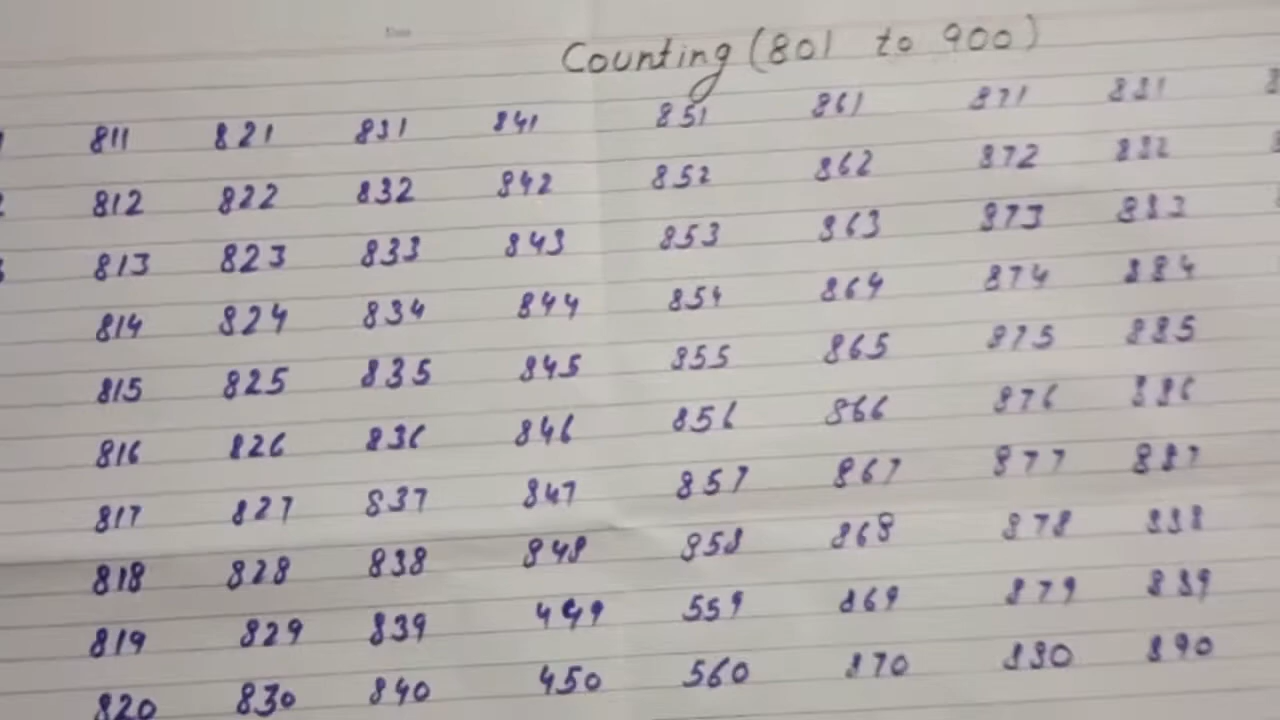 Counting (801 to 900)
811 821 831 841 851 861 871 881
812 822 832 842 852 862 872 882
813 823 833 843 853 863 873 883
814 824 834 844 854 864 874 884
815 825 835 845 855 865 875 885
816 826 836 846 856 866 876 886
817 827 837 847 857 867 877 887
818 828 838 848 858 868 878 888
819 829 839 449 559 869 879 889
820 830 840 450 560 870 880 890